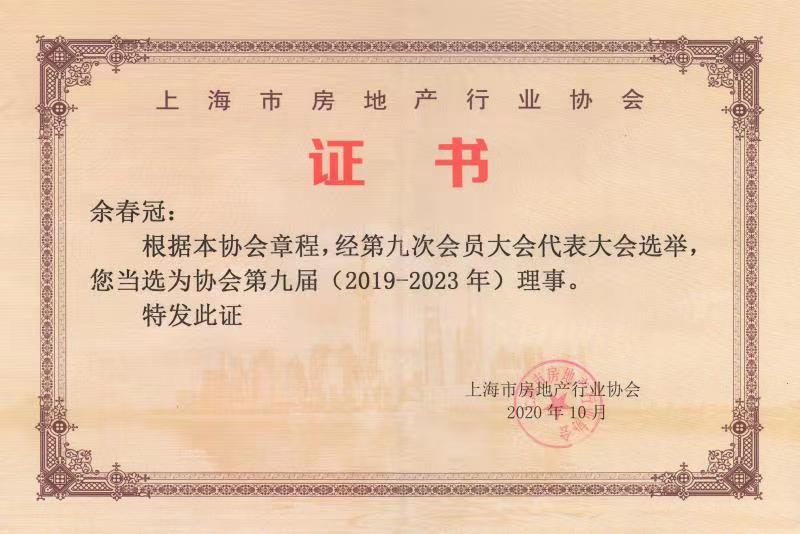 上海市房地产行业协会
证书
余春冠：
根据本协会章程，经第九次会员大会代表大会选举，
您当选为协会第九届（2019-2023年）理事。
特发此证
上海市房地产行业协会
2020年10月